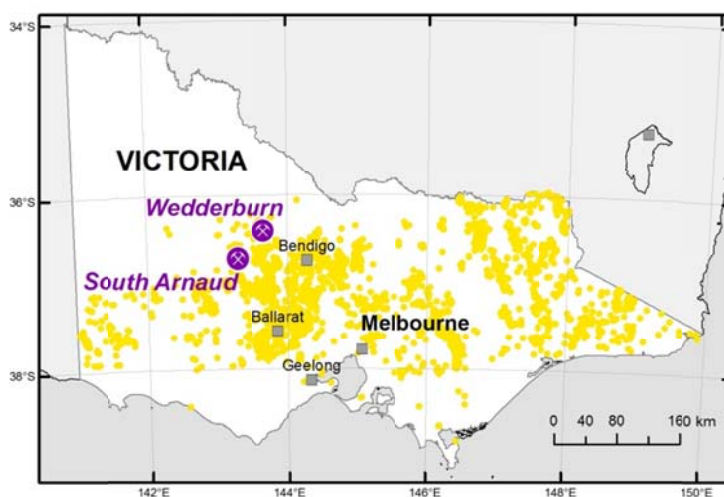 34°S
VICTORIA
36°S
Wedderburn
Bendigo
South Arnaud
Ballarat
Melbourne
Geelong
38°S
0 40 80 160 km
142°E 144°E 146°E 148°E 150°E